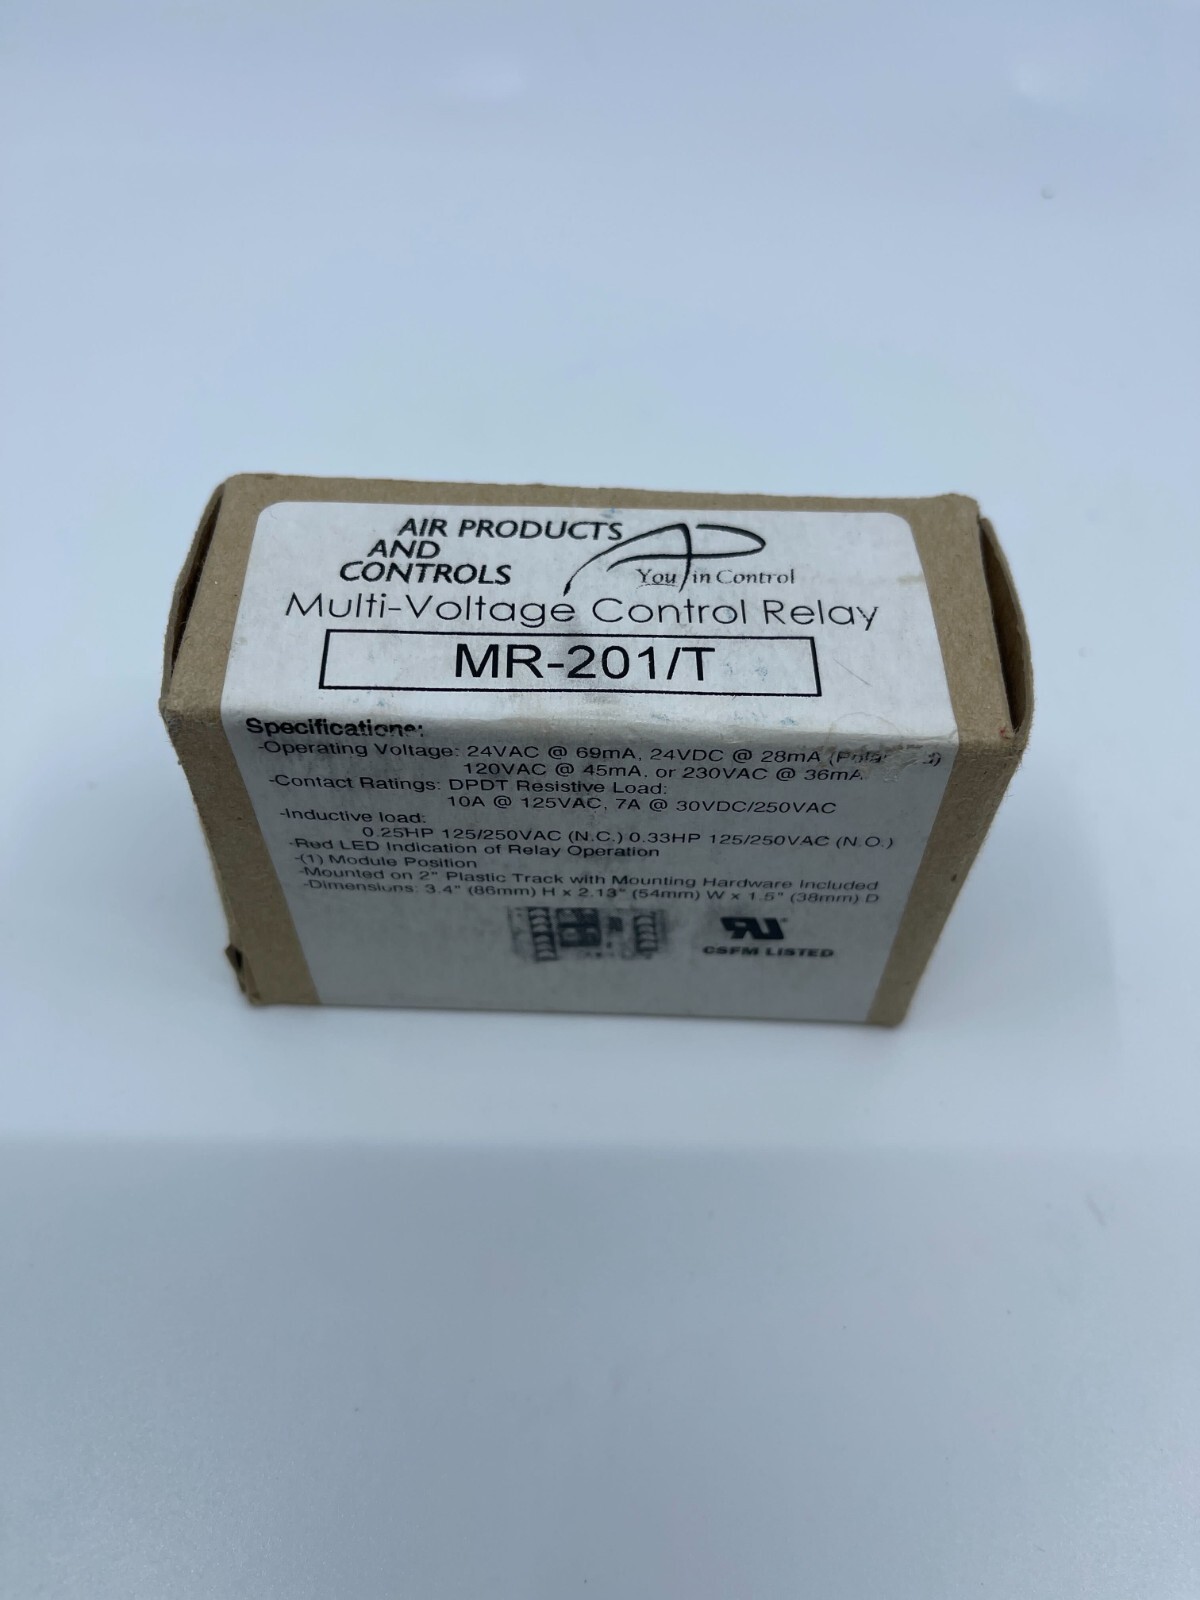 AIR PRODUCTS
AND
CONTROLS
You in Control
Multi-Voltage Control Relay
MR-201/T
Specifications:
-Operating Voltage: 24VAC @ 69mA, 24VDC @ 28mA
120VAC @ 45mA, or 230VAC @ 36mA
-Contact Ratings: DPDT Resistive Load:
10A @ 125VAC, 7A @ 30VDC/250VAC
-Inductive load:
0.25HP 125/250VAC (N.C.) 0.33HP 125/250VAC (N.O.)
-Red LED Indication of Relay Operation
-(1) Module Position
-Mounted on 2" Plastic Track with Mounting Hardware Included
-Dimensions: 3.4" (86mm) H x 2.13" (54mm) W x 1.5" (38mm) D
CSFM LISTED